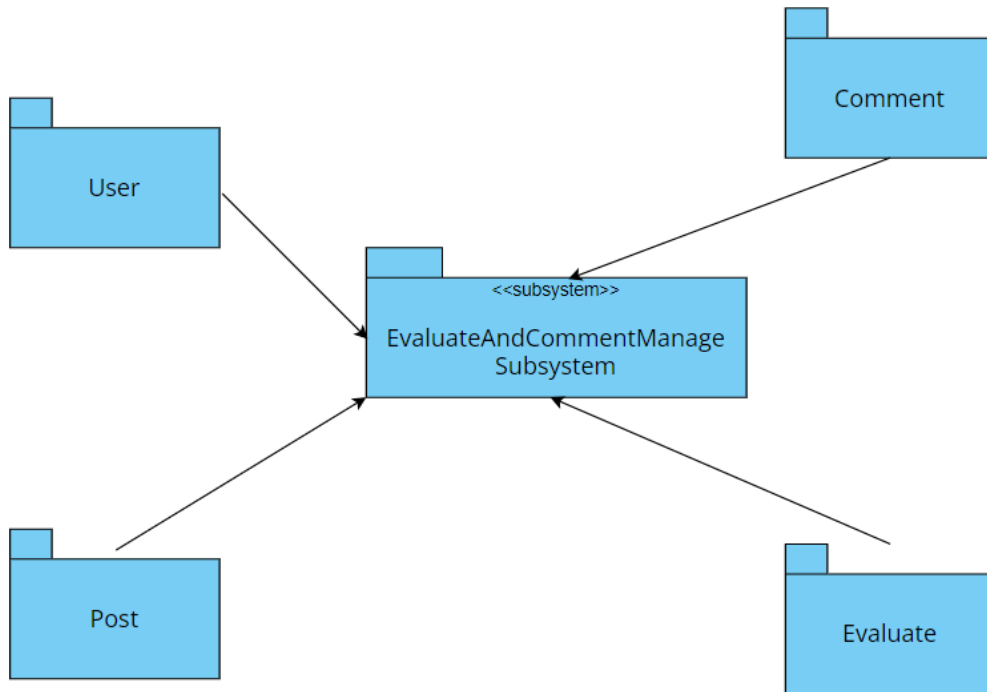 Comment
User
<<subsystem>>
EvaluateAndCommentManage
Subsystem
Post
Evaluate